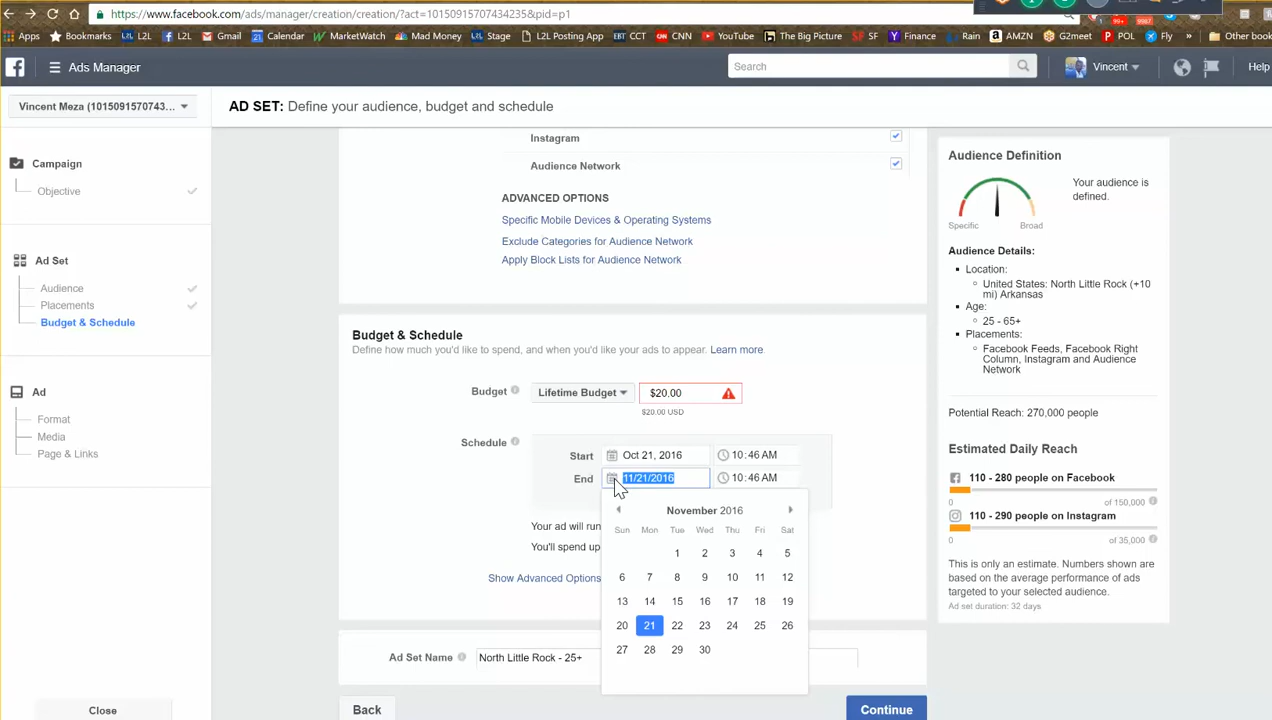 https://www.facebook.com/ads/manager/creation/creation/?act=1015091570743423​5&pid=p1
99+ 9987
Apps Bookmarks L2L L2L Gmail 21 Calendar MarketWatch Mad Money Stage L2L Posting App EBT CCT CNN YouTube The Big Picture SF SF Finance Rain AMZN G2meet POL Fly » Other book
Ads Manager
Search
Vincent
Help
Vincent Meza (1015091570743...
AD SET: Define your audience, budget and schedule
Campaign
Objective
Ad Set
Audience
Placements
Budget & Schedule
Ad
Format
Media
Page & Links
Close
Instagram
Audience Network
ADVANCED OPTIONS
Specific Mobile Devices & Operating Systems
Exclude Categories for Audience Network
Apply Block Lists for Audience Network
Budget & Schedule
Define how much you'd like to spend, and when you'd like your ads to appear. Learn more.
Budget Lifetime Budget $20.00
$20.00 USD
Schedule
Start Oct 21, 2016 10:46 AM
End 11/21/2016 10:46 AM
November 2016
Sun Mon Tue Wed Thu Fri Sat
1 2 3 4 5
6 7 8 9 10 11 12
13 14 15 16 17 18 19
20 21 22 23 24 25 26
27 28 29 30
Your ad will run
You'll spend up
Show Advanced Options
Ad Set Name North Little Rock - 25+
Back
Continue
Audience Definition
Your audience is
defined.
Specific Broad
Audience Details:
Location:
United States: North Little Rock (+10
mi) Arkansas
Age:
25 - 65+
Placements:
Facebook Feeds, Facebook Right
Column, Instagram and Audience
Network
Potential Reach: 270,000 people
Estimated Daily Reach
110 - 280 people on Facebook
0 of 150,000
110 - 290 people on Instagram
0 of 35,000
This is only an estimate. Numbers shown are
based on the average performance of ads
targeted to your selected audience.
Ad set duration: 32 days